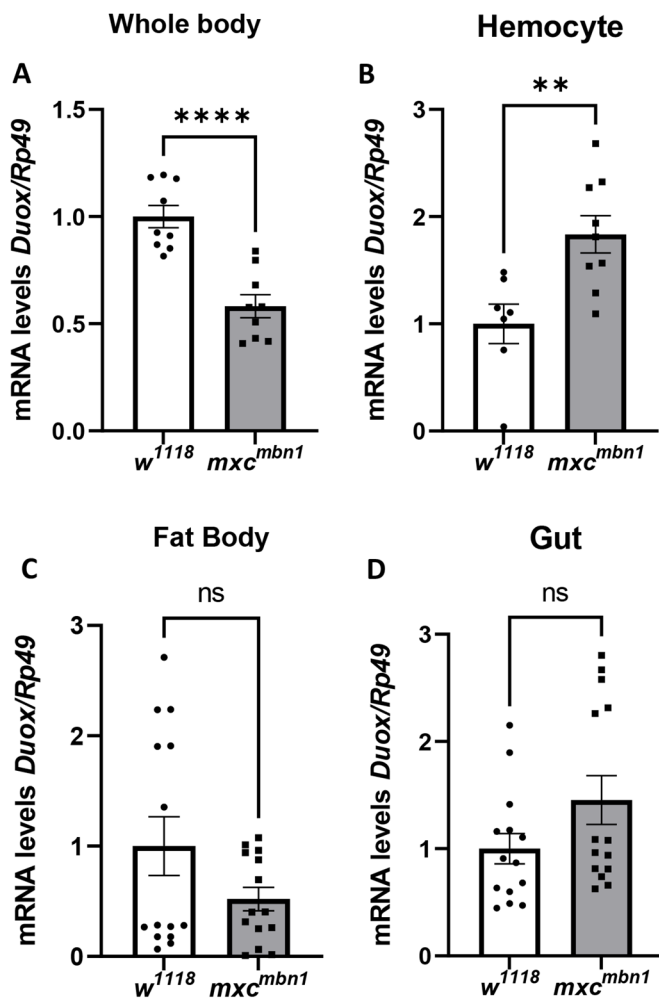 Whole body
Hemocyte
A
B
mRNA levels Duox/Rp49
1.5
1.0
0.5
0.0
****
w1118
mxcmbn1
mRNA levels Duox/Rp49
3
2
1
0
**
w1118
mxcmbn1
Fat Body
Gut
C
D
mRNA levels Duox/Rp49
3
2
1
0
ns
w1118
mxcmbn1
mRNA levels Duox/Rp49
3
2
1
0
ns
w1118
mxcmbn1